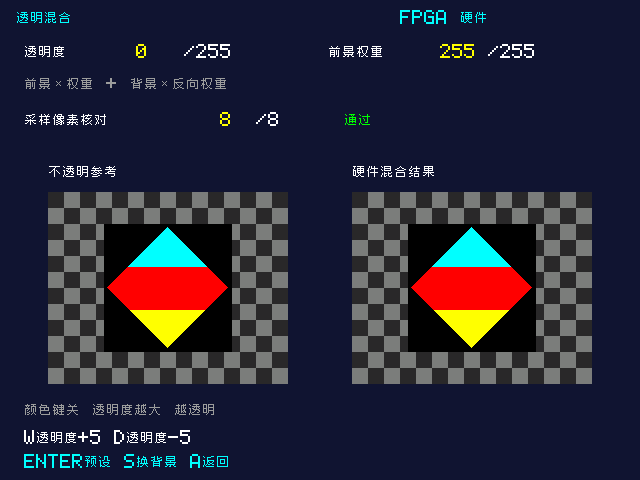 透明混合 FPGA 硬件
透明度 0 /255 前景权重 255 /255
前景×权重 + 背景×反向权重
采样像素核对 8 /8 通过
不透明参考 硬件混合结果
颜色键关 透明度越大 越透明
W透明度+5 D透明度-5
ENTER预设 S换背景 A返回